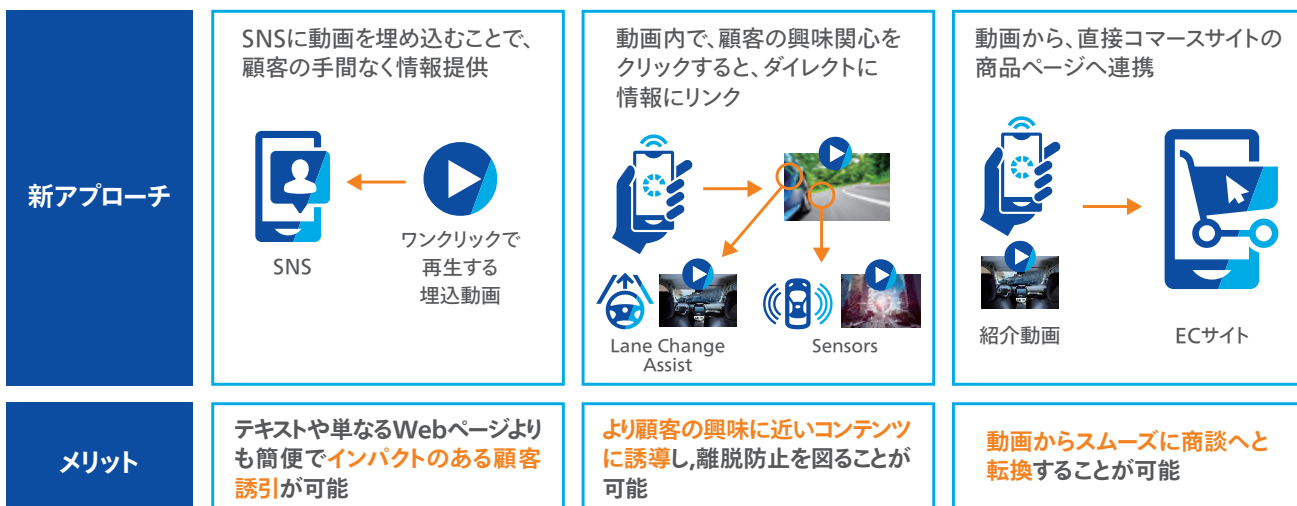 新アプローチ
SNSに動画を埋め込むことで、
顧客の手間なく情報提供
SNS
ワンクリックで
再生する
埋込動画
動画内で、顧客の興味関心を
クリックすると、ダイレクトに
情報にリンク
Lane Change
Assist
Sensors
動画から、直接コマースサイトの
商品ページへ連携
紹介動画
ECサイト
メリット
テキストや単なるWebページより
も簡便でインパクトのある顧客
誘引が可能
より顧客の興味に近いコンテンツ
に誘導し,離脱防止を図ることが
可能
動画からスムーズに商談へと
転換することが可能